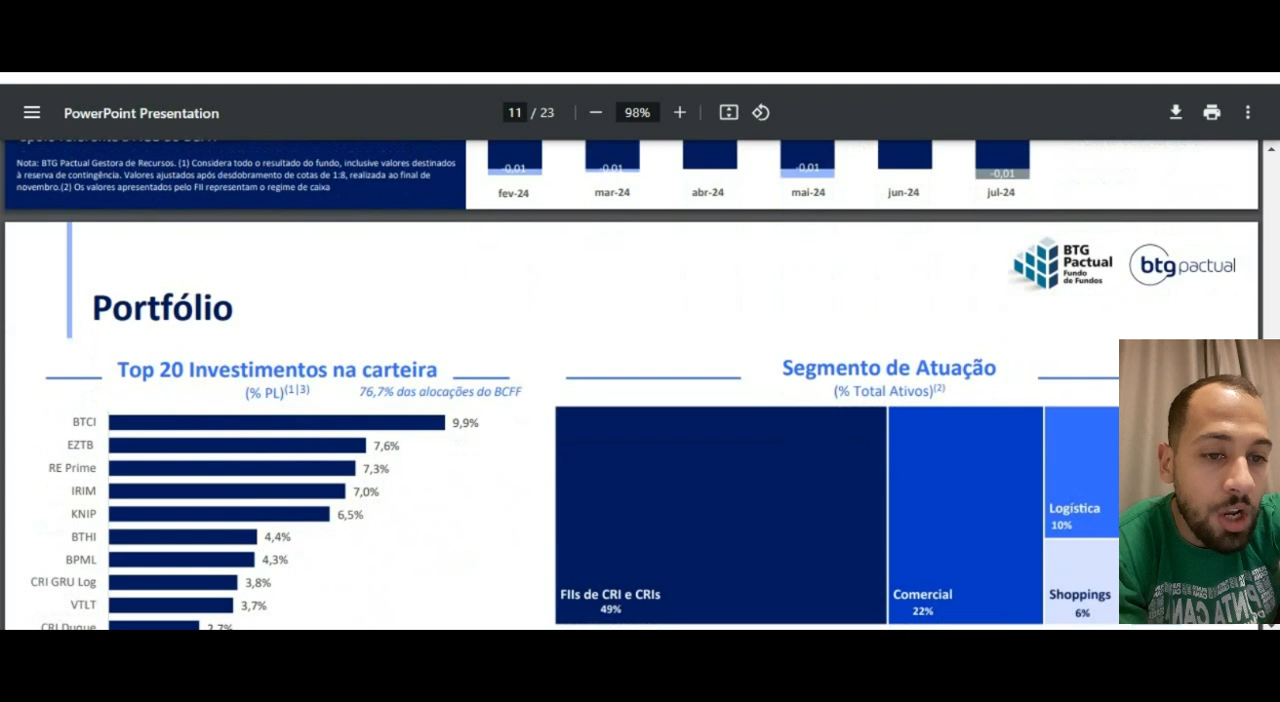 PowerPoint Presentation
11 / 23
98%
Nota: BTG Pactual Gestora de Recursos. (1) Considera todo o resultado do fundo, inclusive valores destinados
à reserva de contingência. Valores ajustados após desdobramento de cotas de 1:8, realizada ao final de
novembro.(2) Os valores apresentados pelo FII representam o regime de caixa
-0,01
-0,01
-0,01
-0,01
fev-24
mar-24
abr-24
mai-24
jun-24
jul-24
BTG
Pactual
Fundo
de Fundos
btgpactual
Portfólio
Top 20 Investimentos na carteira
(% PL)(1|3)
76,7% das alocações do BCFF
BTCI 9,9%
EZTB 7,6%
RE Prime 7,3%
IRIM 7,0%
KNIP 6,5%
BTHI 4,4%
BPML 4,3%
CRI GRU Log 3,8%
VTLT 3,7%
CRI Duque 2,7%
Segmento de Atuação
(% Total Ativos)(2)
FIIs de CRI e CRIs
49%
Comercial
22%
Logística
10%
Shoppings
6%